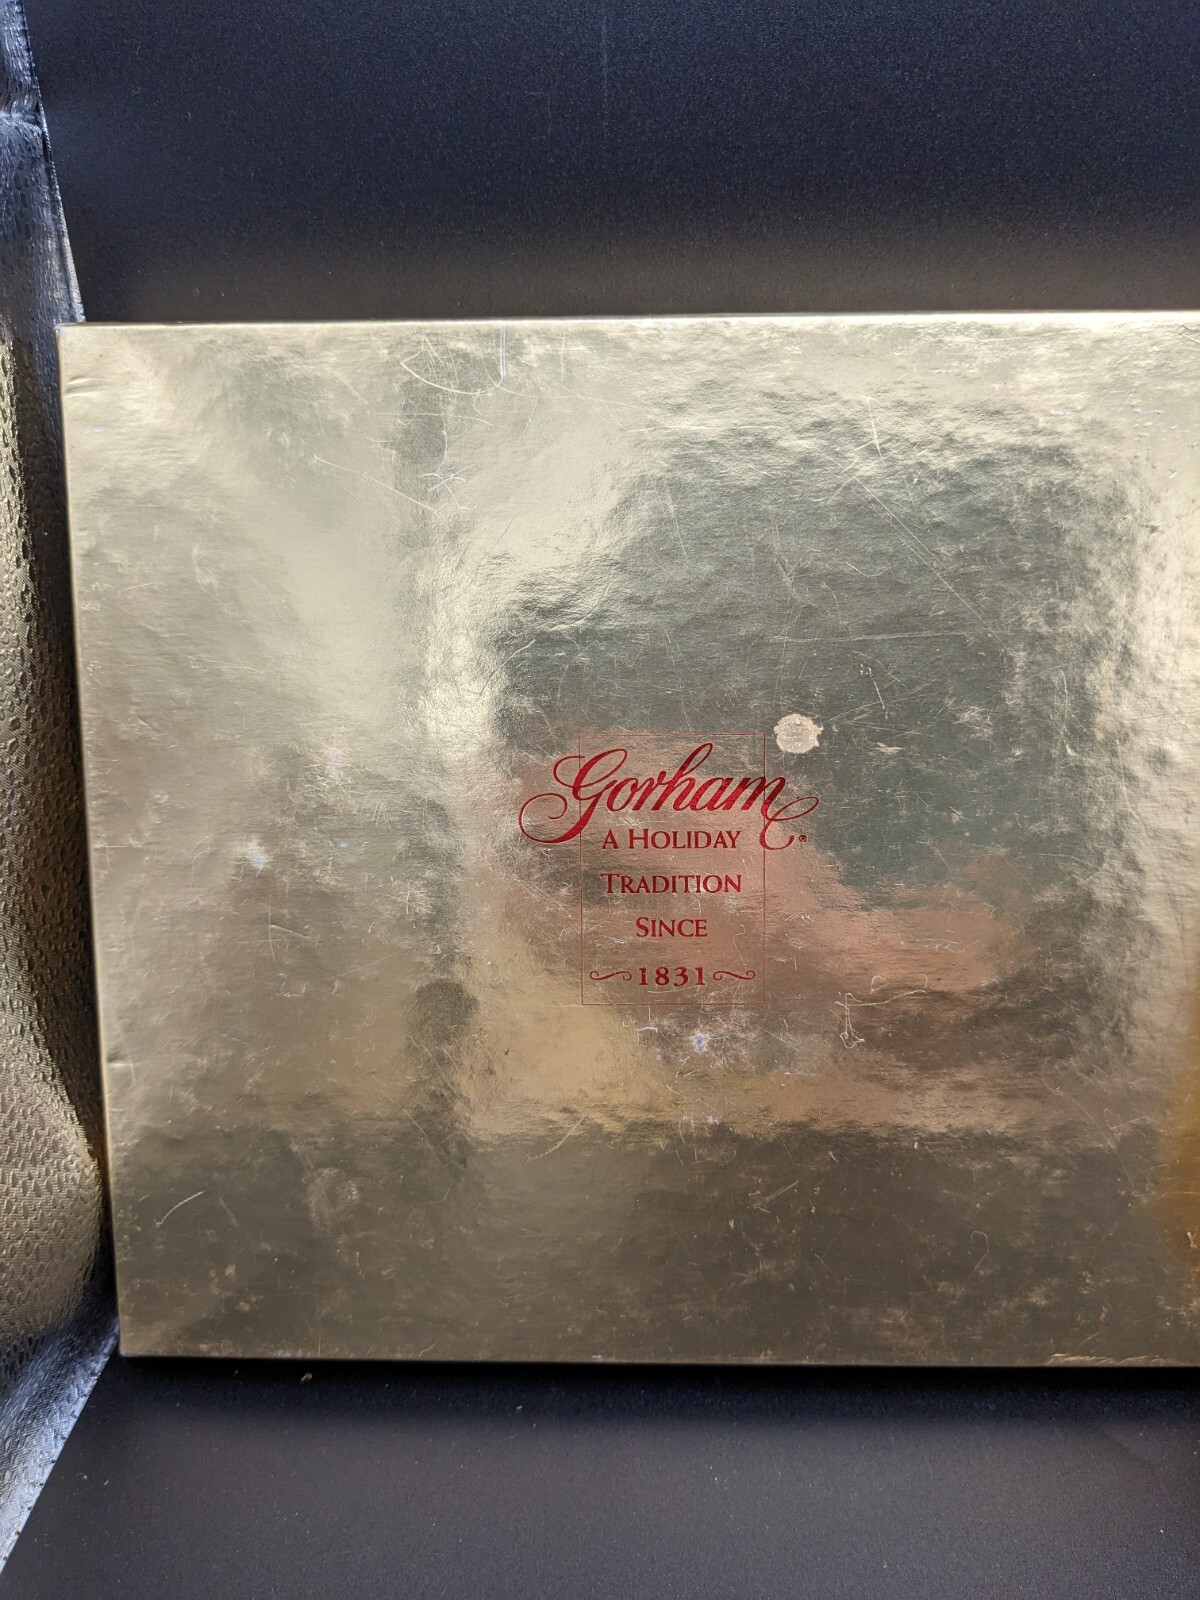 Gorham®
A HOLIDAY
TRADITION
SINCE
1831